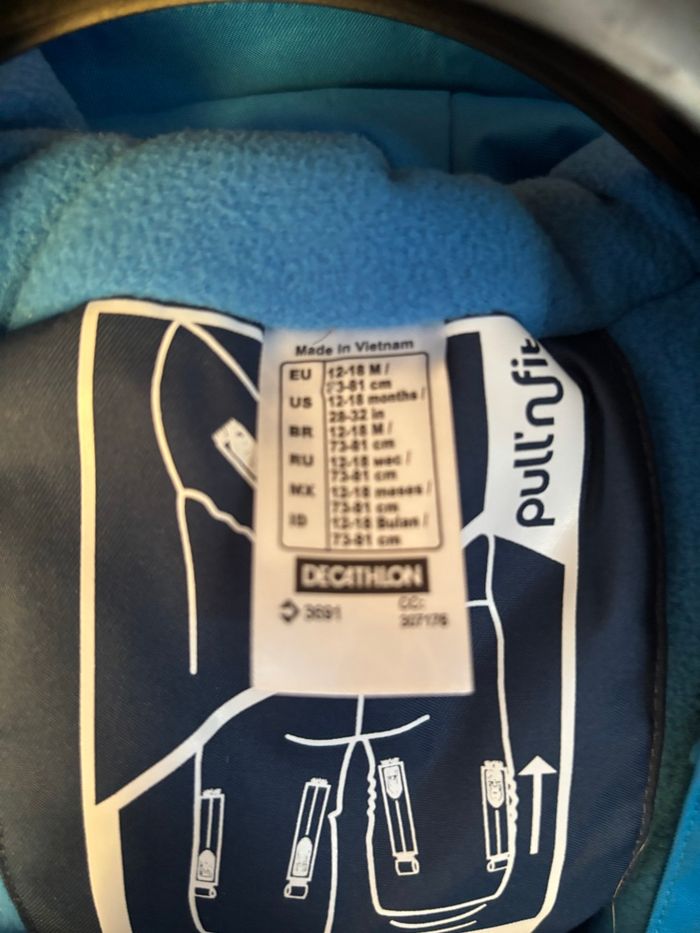 Made in Vietnam
EU 12-18 M /
73-81 cm
US 12-18 months /
28-32 in
BR 12-18 M /
73-81 cm
RU 12-18 мес /
73-81 cm
MX 12-18 meses /
73-81 cm
ID 12-18 Bulan /
73-81 cm
DECATHLON
3691
CC:
307176
pull'n fit